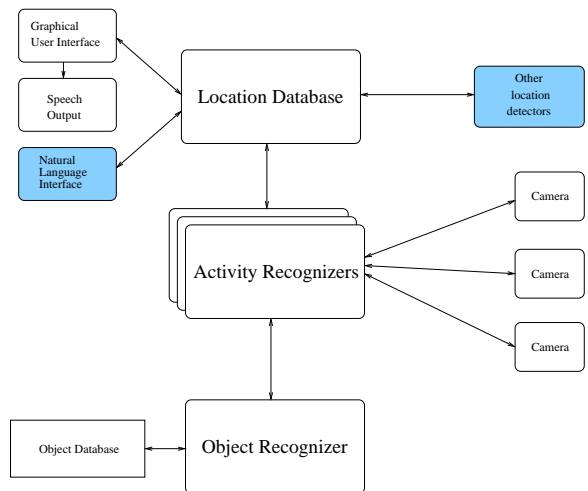 Graphical
User Interface
Speech
Output
Natural
Language
Interface
Location Database
Other
location
detectors
Activity Recognizers
Camera
Camera
Camera
Object Database
Object Recognizer